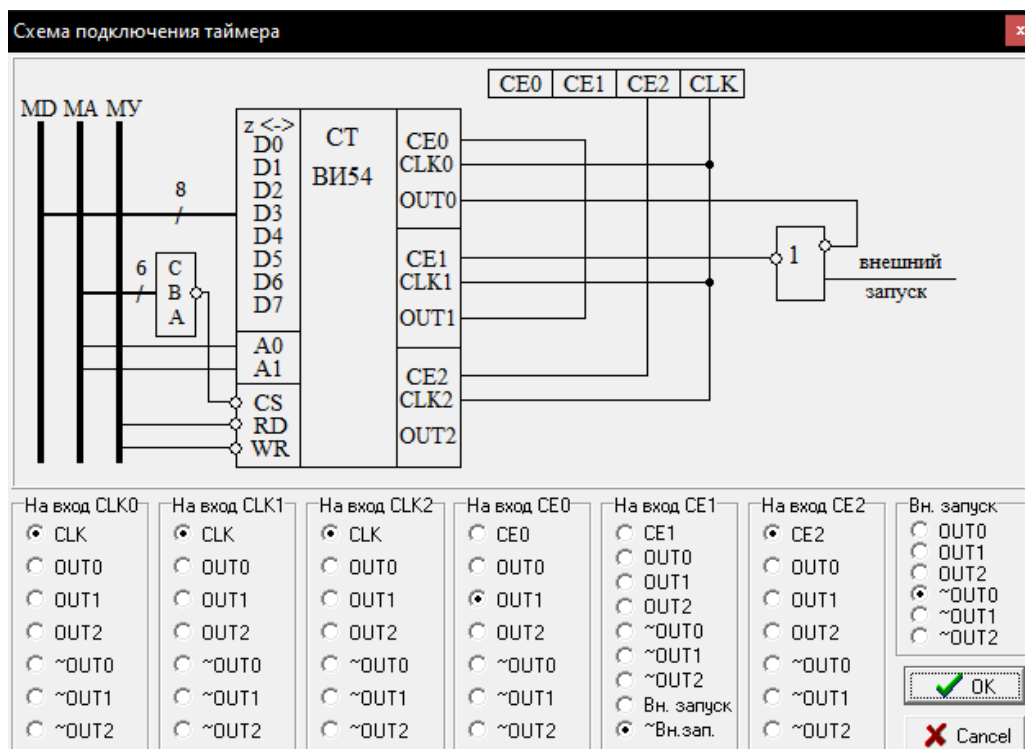 Схема подключения таймера
x
CE0 CE1 CE2 CLK
MD MA МУ
z <->
D0
D1
D2
D3
D4
D5
D6
D7
A0
A1
CS
RD
WR
CT
ВИ54
CE0
CLK0
OUT0
CE1
CLK1
OUT1
CE2
CLK2
OUT2
8
6
C
B
A
1
внешний
запуск
На вход CLK0
CLK
OUT0
OUT1
OUT2
~OUT0
~OUT1
~OUT2
На вход CLK1
CLK
OUT0
OUT1
OUT2
~OUT0
~OUT1
~OUT2
На вход CLK2
CLK
OUT0
OUT1
OUT2
~OUT0
~OUT1
~OUT2
На вход CE0
CE0
OUT0
OUT1
OUT2
~OUT0
~OUT1
~OUT2
На вход CE1
CE1
OUT0
OUT1
OUT2
~OUT0
~OUT1
~OUT2
Вн. запуск
~Вн.зап.
На вход CE2
CE2
OUT0
OUT1
OUT2
~OUT0
~OUT1
~OUT2
Вн. запуск
OUT0
OUT1
OUT2
~OUT0
~OUT1
~OUT2
OK
Cancel